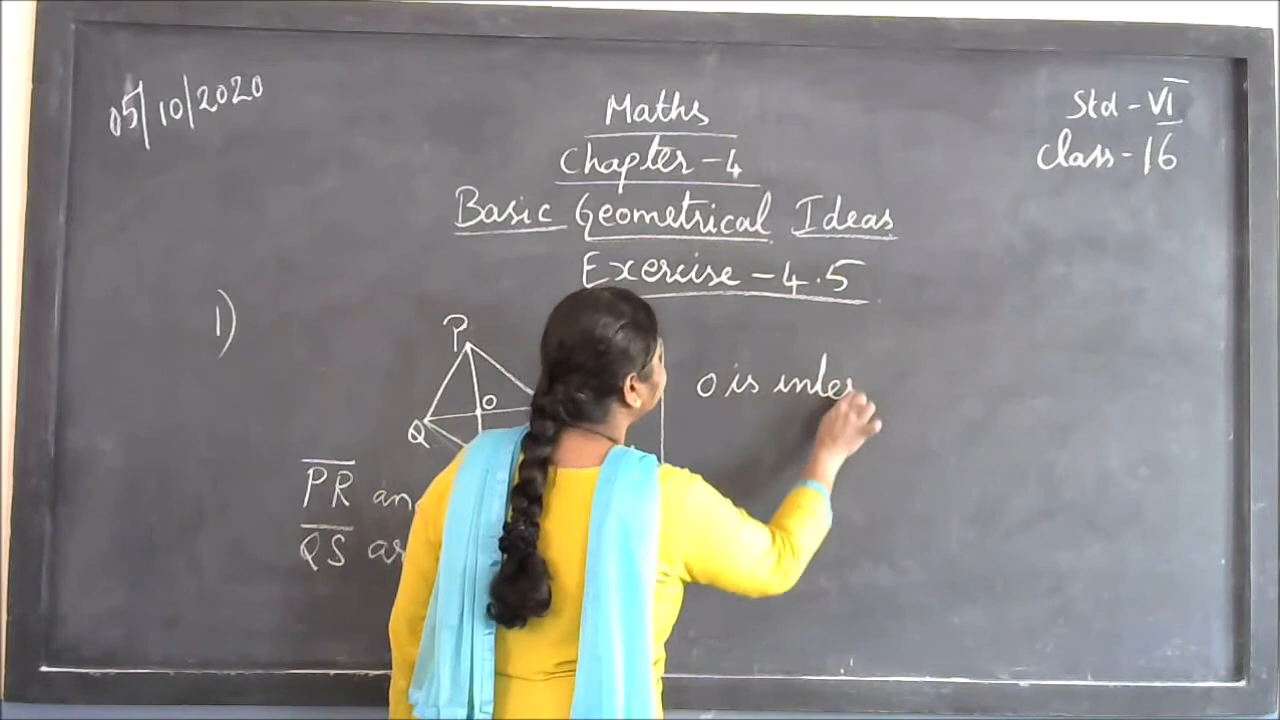 05/10/2020
Maths
Std - VI
Class - 16
Chapter - 4
Basic Geometrical Ideas
Exercise - 4.5
1)
P
O
Q
O is inter
PR an
QS ar